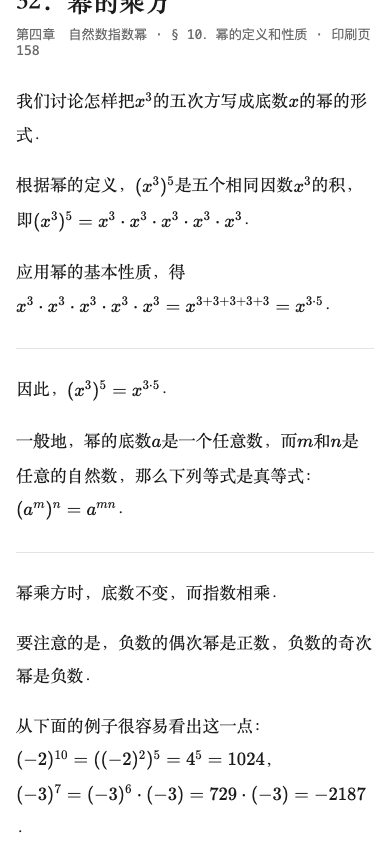 32. 幂的乘方
第四章 自然数指数幂 · § 10. 幂的定义和性质 · 印刷页
158
我们讨论怎样把x³的五次方写成底数x的幂的形
式.
根据幂的定义，(x³)⁵是五个相同因数x³的积，
即(x³)⁵ = x³ · x³ · x³ · x³ · x³.
应用幂的基本性质，得
x³ · x³ · x³ · x³ · x³ = x³⁺³⁺³⁺³⁺³ = x³·⁵.
因此，(x³)⁵ = x³·⁵.
一般地，幂的底数a是一个任意数，而m和n是
任意的自然数，那么下列等式是真等式：
(aᵐ)ⁿ = aᵐⁿ.
幂乘方时，底数不变，而指数相乘.
要注意的是，负数的偶次幂是正数，负数的奇次
幂是负数.
从下面的例子很容易看出这一点：
(−2)¹⁰ = ((−2)²)⁵ = 4⁵ = 1024,
(−3)⁷ = (−3)⁶ · (−3) = 729 · (−3) = −2187
.